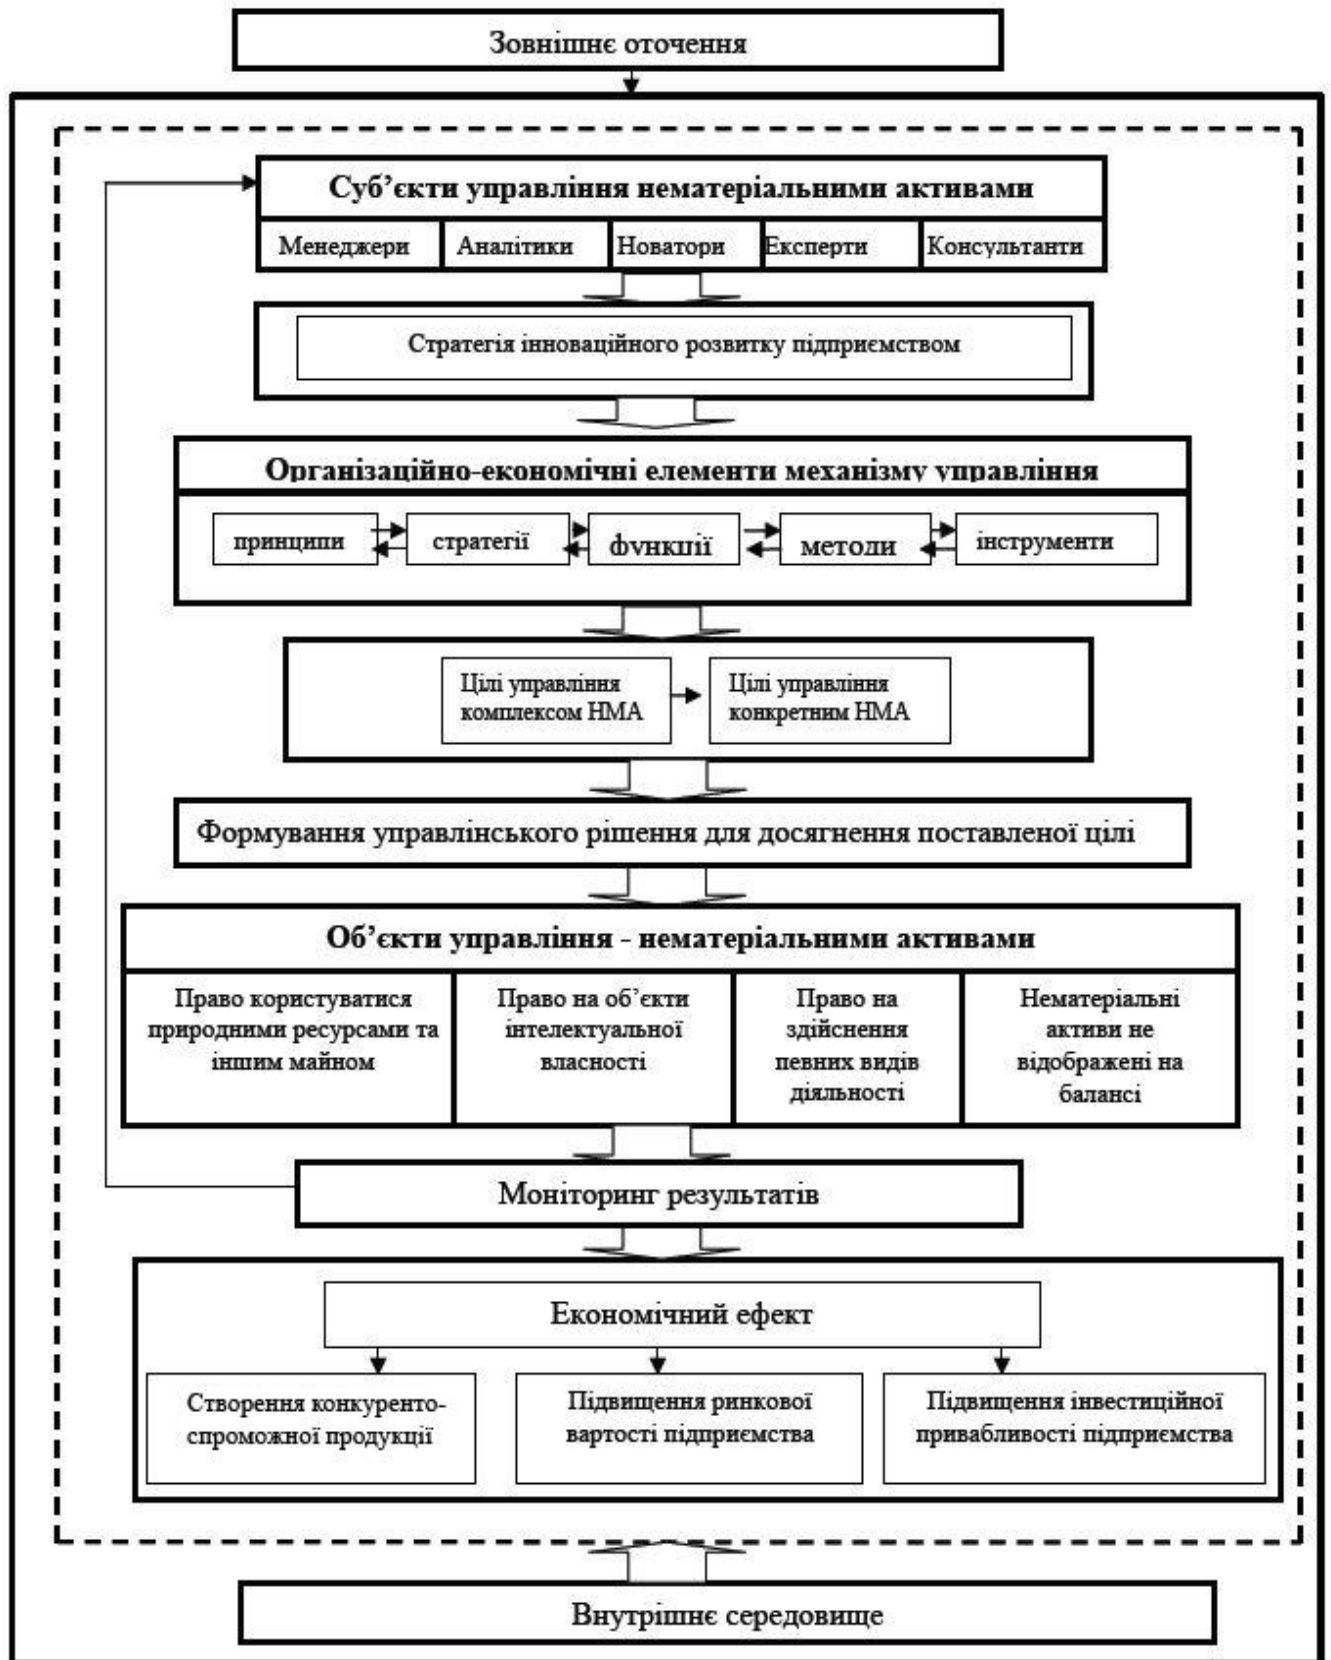 Зовнішнє оточення
Суб’єкти управління нематеріальними активами
Менеджери
Аналітики
Новатори
Експерти
Консультанти
Стратегія інноваційного розвитку підприємством
Організаційно-економічні елементи механізму управління
принципи
стратегії
функції
методи
інструменти
Цілі управління
комплексом НМА
Цілі управління
конкретним НМА
Формування управлінського рішення для досягнення поставленої цілі
Об’єкти управління - нематеріальними активами
Право користуватися
природними ресурсами та
іншим майном
Право на об’єкти
інтелектуальної
власності
Право на
здійснення
певних видів
діяльності
Нематеріальні
активи не
відображені на
балансі
Моніторинг результатів
Економічний ефект
Створення конкуренто-
спроможної продукції
Підвищення ринкової
вартості підприємства
Підвищення інвестиційної
привабливості підприємства
Внутрішнє середовище